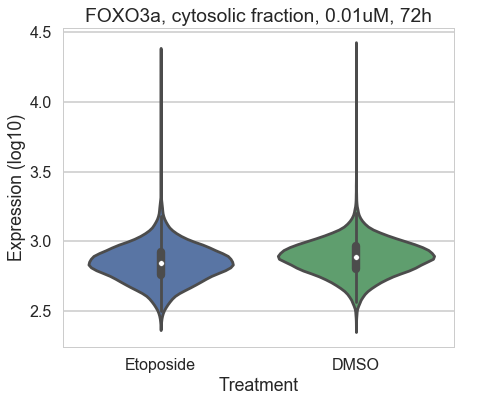 FOXO3a, cytosolic fraction, 0.01uM, 72h
Expression (log10)
4.5
4.0
3.5
3.0
2.5
Etoposide DMSO
Treatment